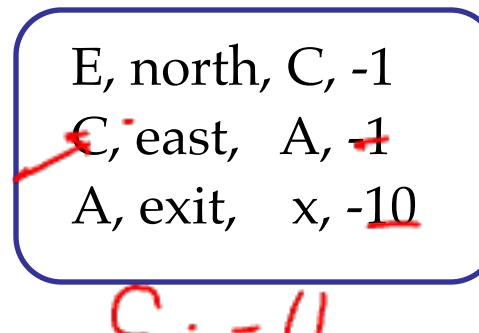 E, north, C, -1
C, east, A, -1
A, exit, x, -10